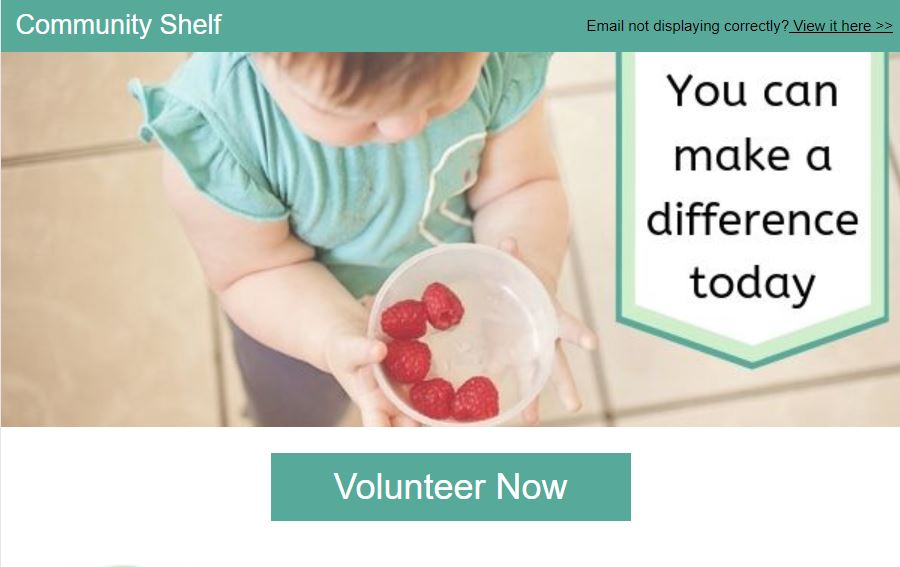 Community Shelf
Email not displaying correctly? View it here >>
You can
make a
difference
today
Volunteer Now